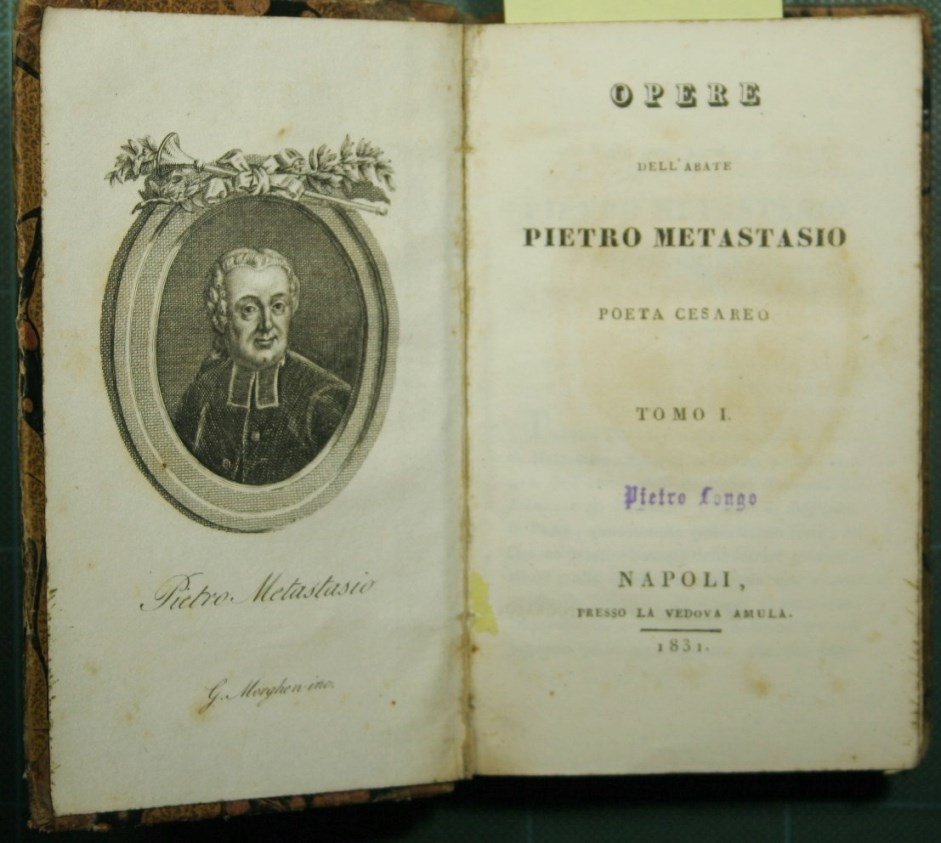 Pietro Metastasio
G. Morghen inc.
OPERE
DELL'ABATE
PIETRO METASTASIO
POETA CESAREO
TOMO I.
Pietro Longo
NAPOLI,
PRESSO LA VEDOVA AMULA.
1831.